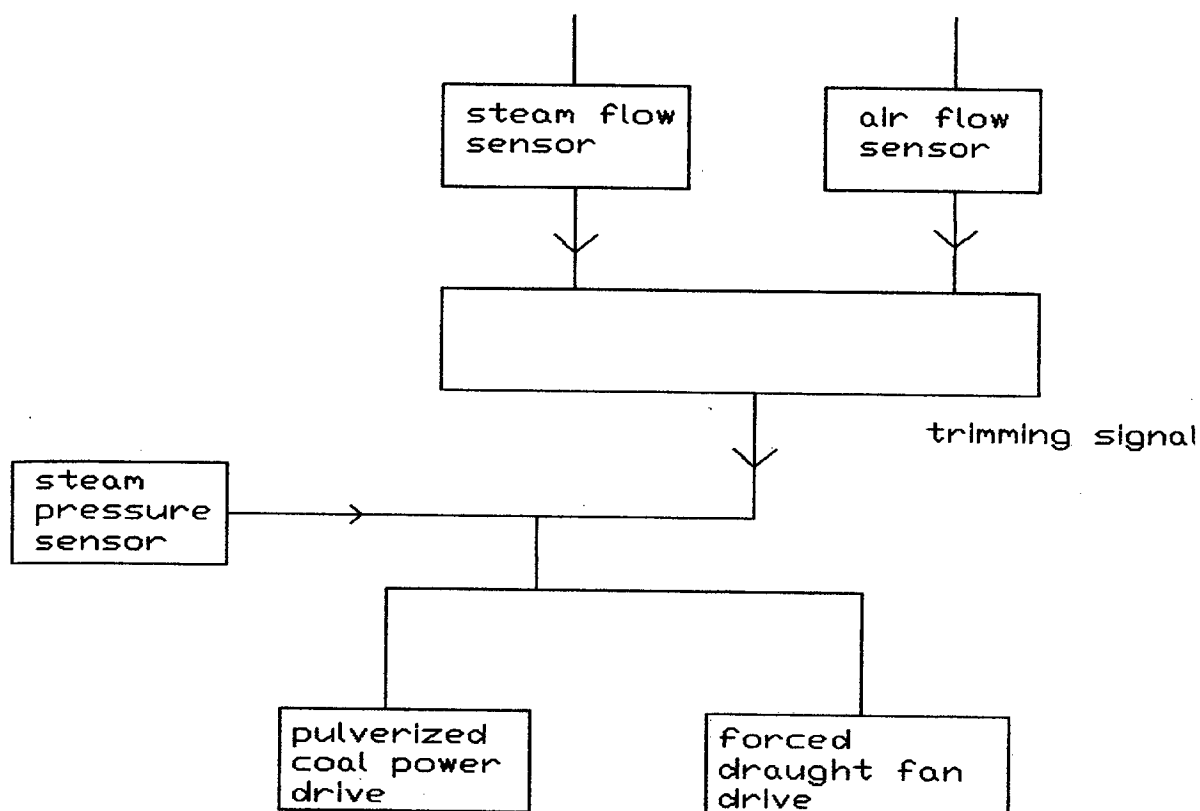 steam flow
sensor
air flow
sensor
trimming signal
steam
pressure
sensor
pulverized
coal power
drive
forced
draught fan
drive